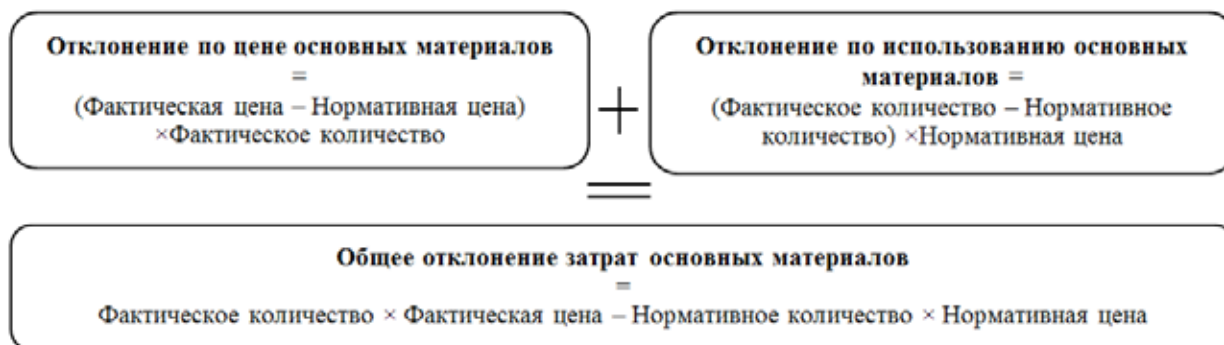 Отклонение по цене основных материалов
=
(Фактическая цена – Нормативная цена)
×Фактическое количество
+
Отклонение по использованию основных
материалов =
(Фактическое количество – Нормативное
количество) ×Нормативная цена
=
Общее отклонение затрат основных материалов
=
Фактическое количество × Фактическая цена – Нормативное количество × Нормативная цена